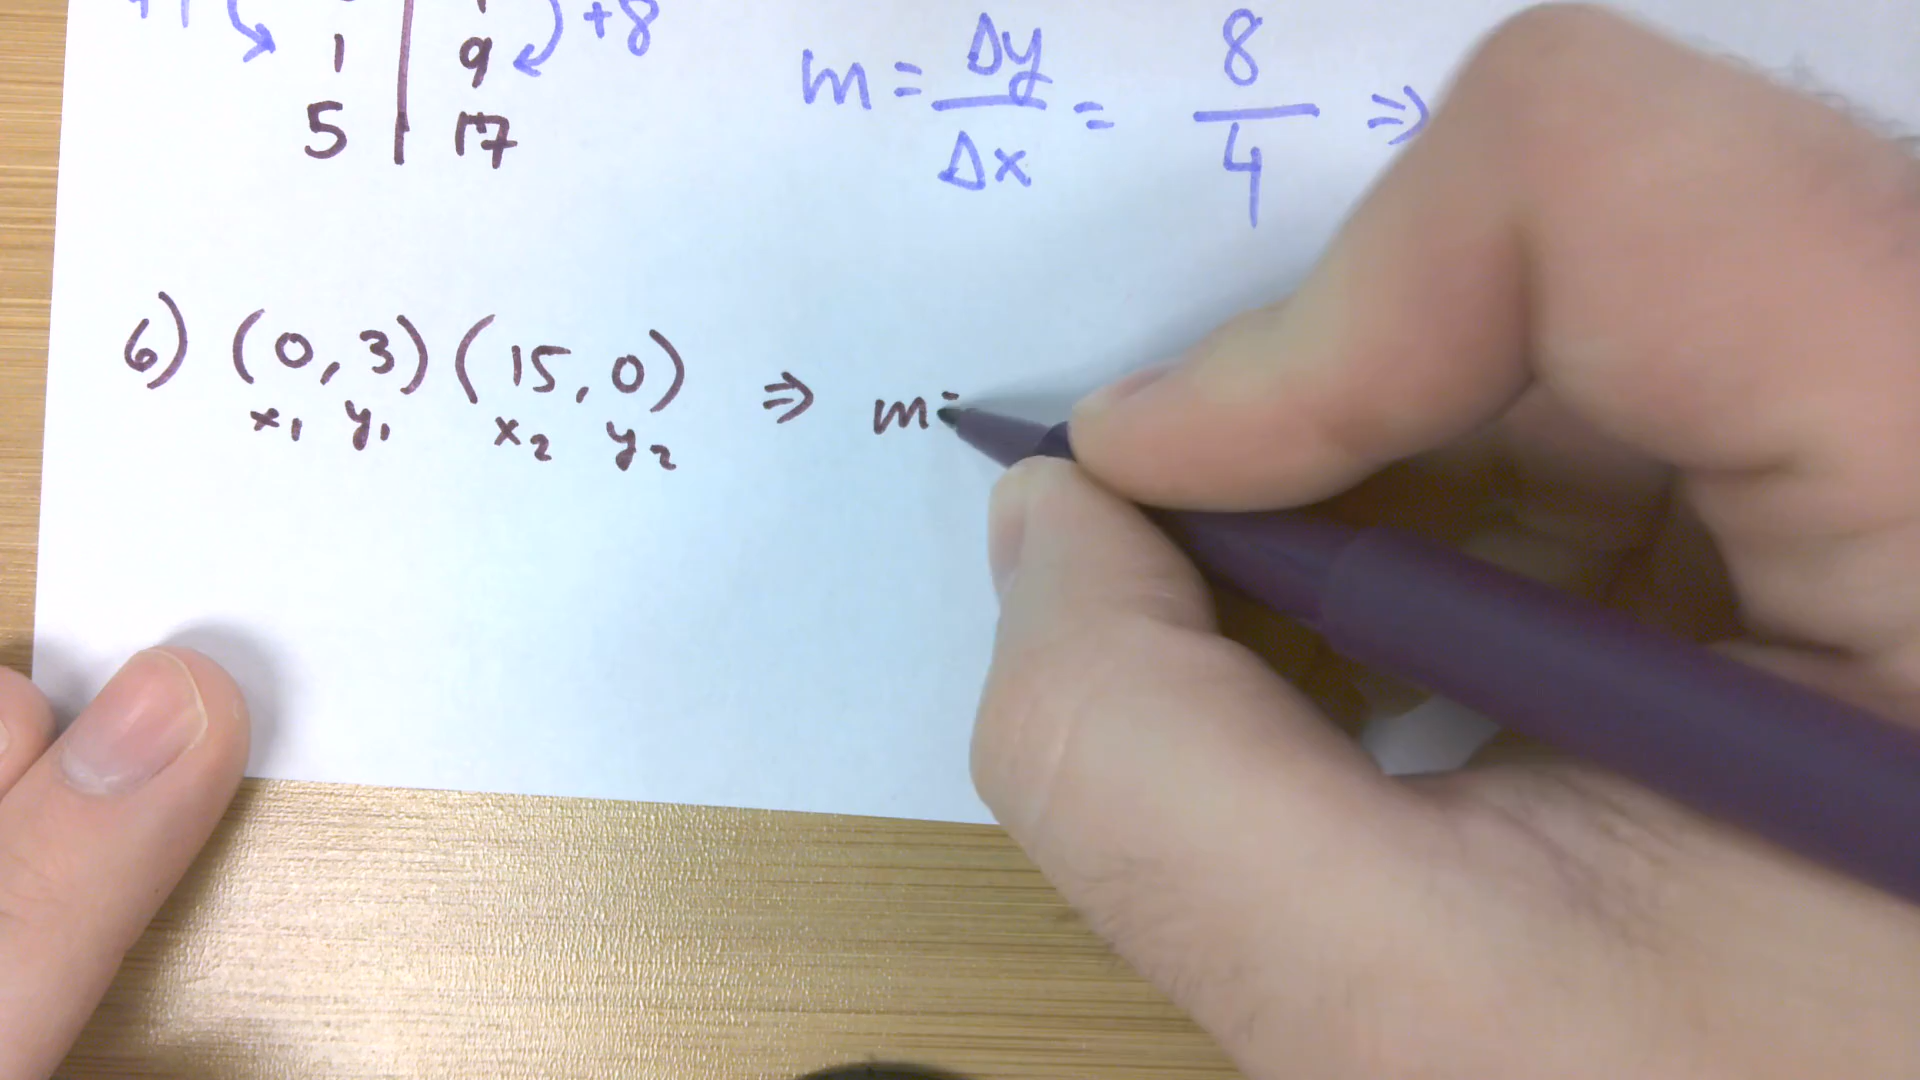 1 | 9 +8
5 | 17
m = Δy/Δx = 8/4 ⇒
6) (0, 3) (15, 0) ⇒ m=
x₁ y₁ x₂ y₂